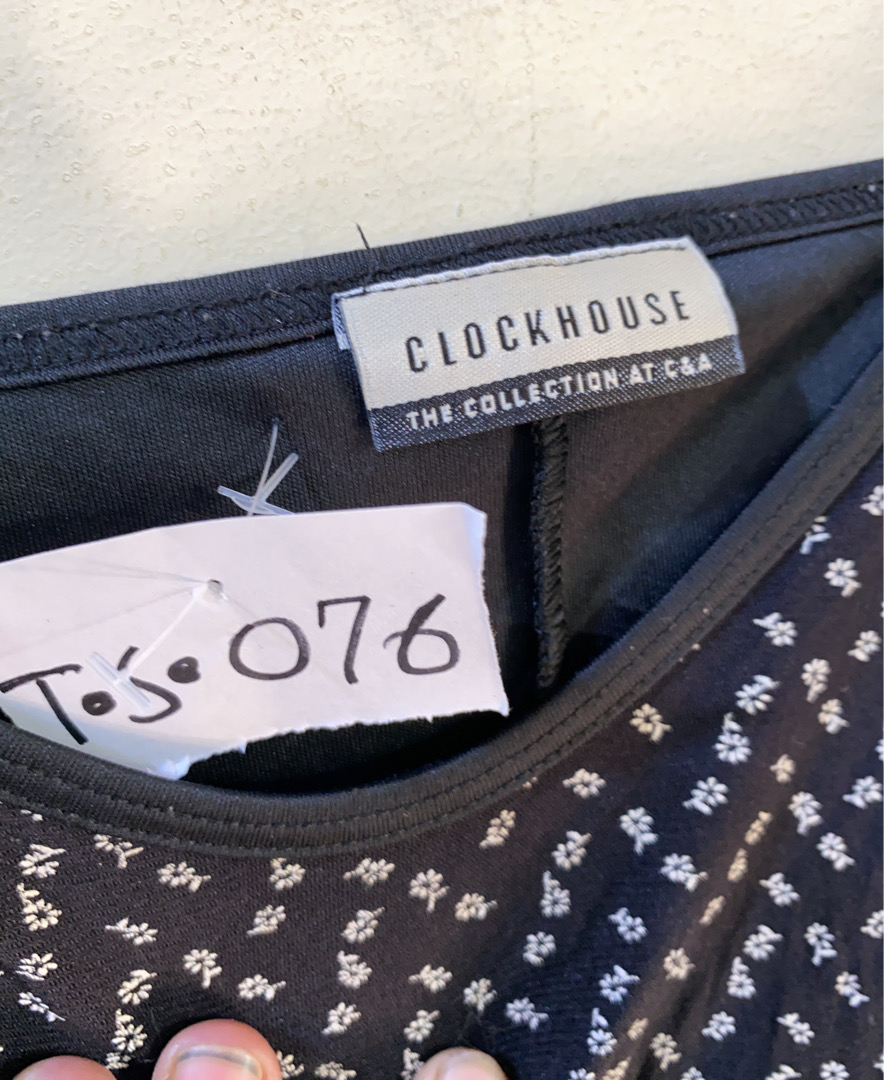 CLOCKHOUSE
THE COLLECTION AT C&A
T.S.076